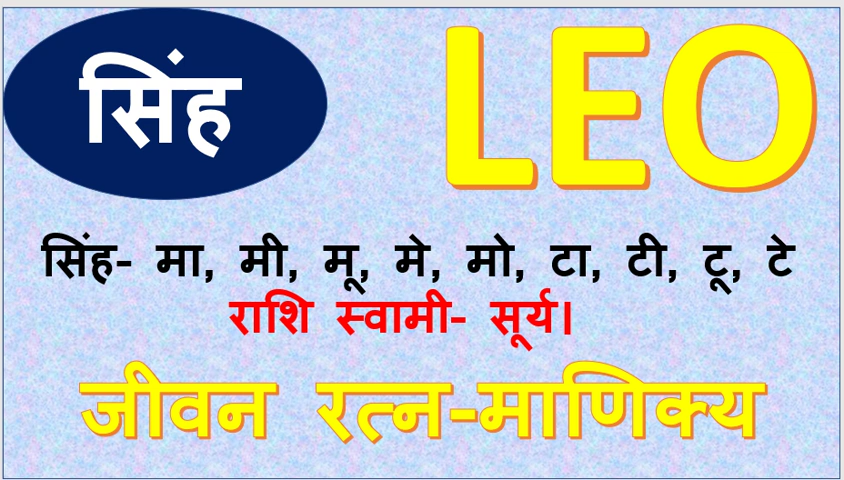 सिंह
LEO
सिंह- मा, मी, मू, मे, मो, टा, टी, टू, टे
राशि स्वामी- सूर्य।
जीवन रत्न-माणिक्य